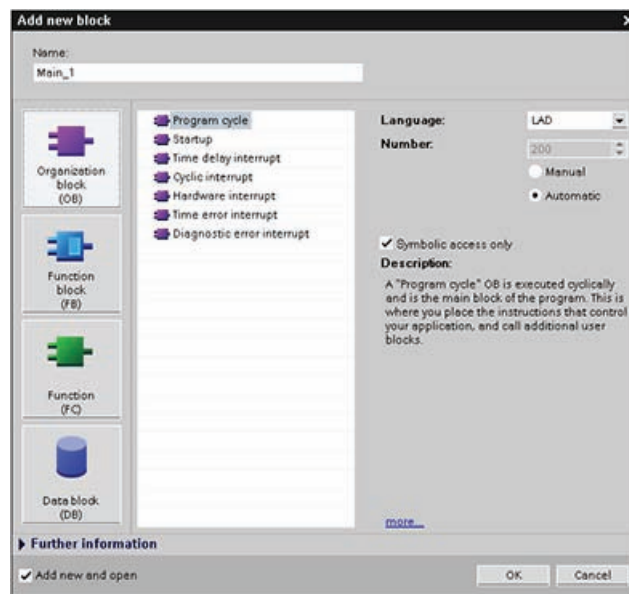 Add new block
Name:
Main_1
Organization
block
(OB)
Function
block
(FB)
Function
(FC)
Data block
(DB)
Program cycle
Startup
Time delay interrupt
Cyclic interrupt
Hardware interrupt
Time error interrupt
Diagnostic error interrupt
Language:
LAD
Number:
200
Manual
Automatic
Symbolic access only
Description:
A "Program cycle" OB is executed cyclically
and is the main block of the program. This is
where you place the instructions that control
your application, and call additional user
blocks.
more...
Further information
Add new and open
OK
Cancel